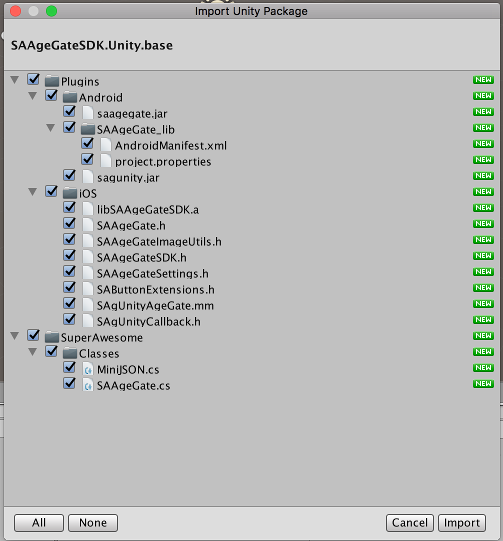 Import Unity Package
SAAgeGateSDK.Unity.base
Plugins NEW
Android NEW
saagegate.jar NEW
SAAgeGate_lib NEW
AndroidManifest.xml NEW
project.properties NEW
sagunity.jar NEW
iOS NEW
libSAAgeGateSDK.a NEW
SAAgeGate.h NEW
SAAgeGateImageUtils.h NEW
SAAgeGateSDK.h NEW
SAAgeGateSettings.h NEW
SAButtonExtensions.h NEW
SAgUnityAgeGate.mm NEW
SAgUnityCallback.h NEW
SuperAwesome NEW
Classes NEW
MiniJSON.cs NEW
SAAgeGate.cs NEW
All None Cancel Import